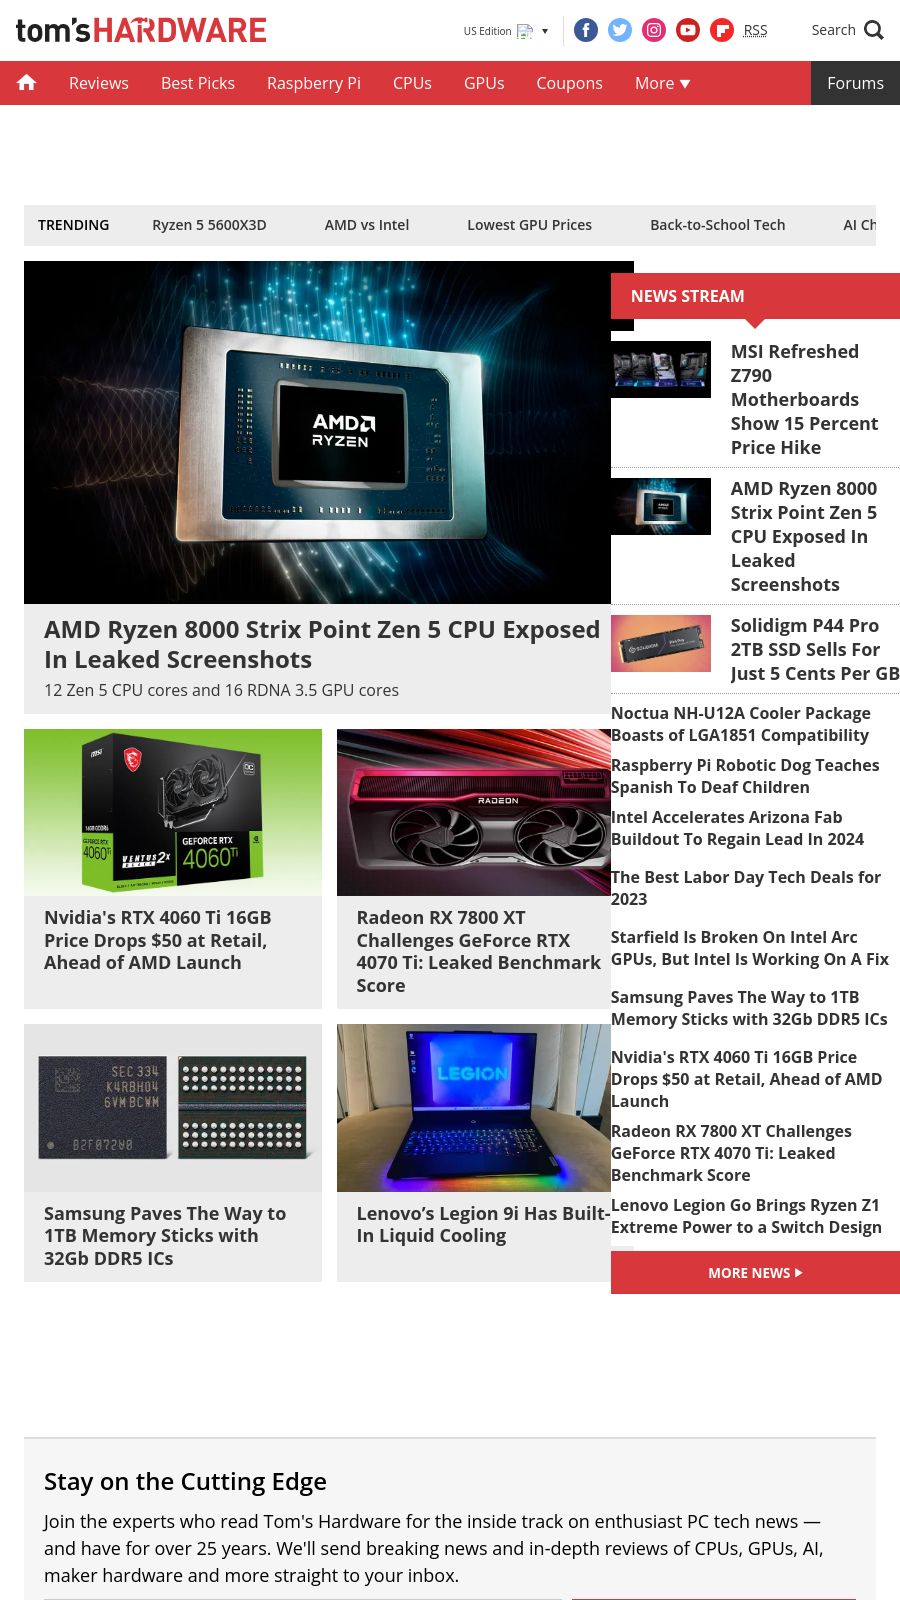 tom'sHARDWARE
US Edition ▼
RSS
Search
Reviews
Best Picks
Raspberry Pi
CPUs
GPUs
Coupons
More ▼
Forums
TRENDING
Ryzen 5 5600X3D
AMD vs Intel
Lowest GPU Prices
Back-to-School Tech
AI Ch
AMD
RYZEN
AMD Ryzen 8000 Strix Point Zen 5 CPU Exposed
In Leaked Screenshots
12 Zen 5 CPU cores and 16 RDNA 3.5 GPU cores
msi
OC
16GB GDDR6
GEFORCE RTX
4060Ti
VENTUS 2X
BLACK
GEFORCE RTX
4060Ti
Nvidia's RTX 4060 Ti 16GB
Price Drops $50 at Retail,
Ahead of AMD Launch
RADEON
Radeon RX 7800 XT
Challenges GeForce RTX
4070 Ti: Leaked Benchmark
Score
SEC 334
K4RBH04
6VM BCWM
Samsung Paves The Way to
1TB Memory Sticks with
32Gb DDR5 ICs
LEGION
Lenovo’s Legion 9i Has Built-
In Liquid Cooling
NEWS STREAM
MSI Refreshed
Z790
Motherboards
Show 15 Percent
Price Hike
AMD Ryzen 8000
Strix Point Zen 5
CPU Exposed In
Leaked
Screenshots
SOLIDIGM
Solidigm P44 Pro
2TB SSD Sells For
Just 5 Cents Per GB
Noctua NH-U12A Cooler Package
Boasts of LGA1851 Compatibility
Raspberry Pi Robotic Dog Teaches
Spanish To Deaf Children
Intel Accelerates Arizona Fab
Buildout To Regain Lead In 2024
The Best Labor Day Tech Deals for
2023
Starfield Is Broken On Intel Arc
GPUs, But Intel Is Working On A Fix
Samsung Paves The Way to 1TB
Memory Sticks with 32Gb DDR5 ICs
Nvidia's RTX 4060 Ti 16GB Price
Drops $50 at Retail, Ahead of AMD
Launch
Radeon RX 7800 XT Challenges
GeForce RTX 4070 Ti: Leaked
Benchmark Score
Lenovo Legion Go Brings Ryzen Z1
Extreme Power to a Switch Design
MORE NEWS
Stay on the Cutting Edge
Join the experts who read Tom's Hardware for the inside track on enthusiast PC tech news —
and have for over 25 years. We'll send breaking news and in-depth reviews of CPUs, GPUs, AI,
maker hardware and more straight to your inbox.